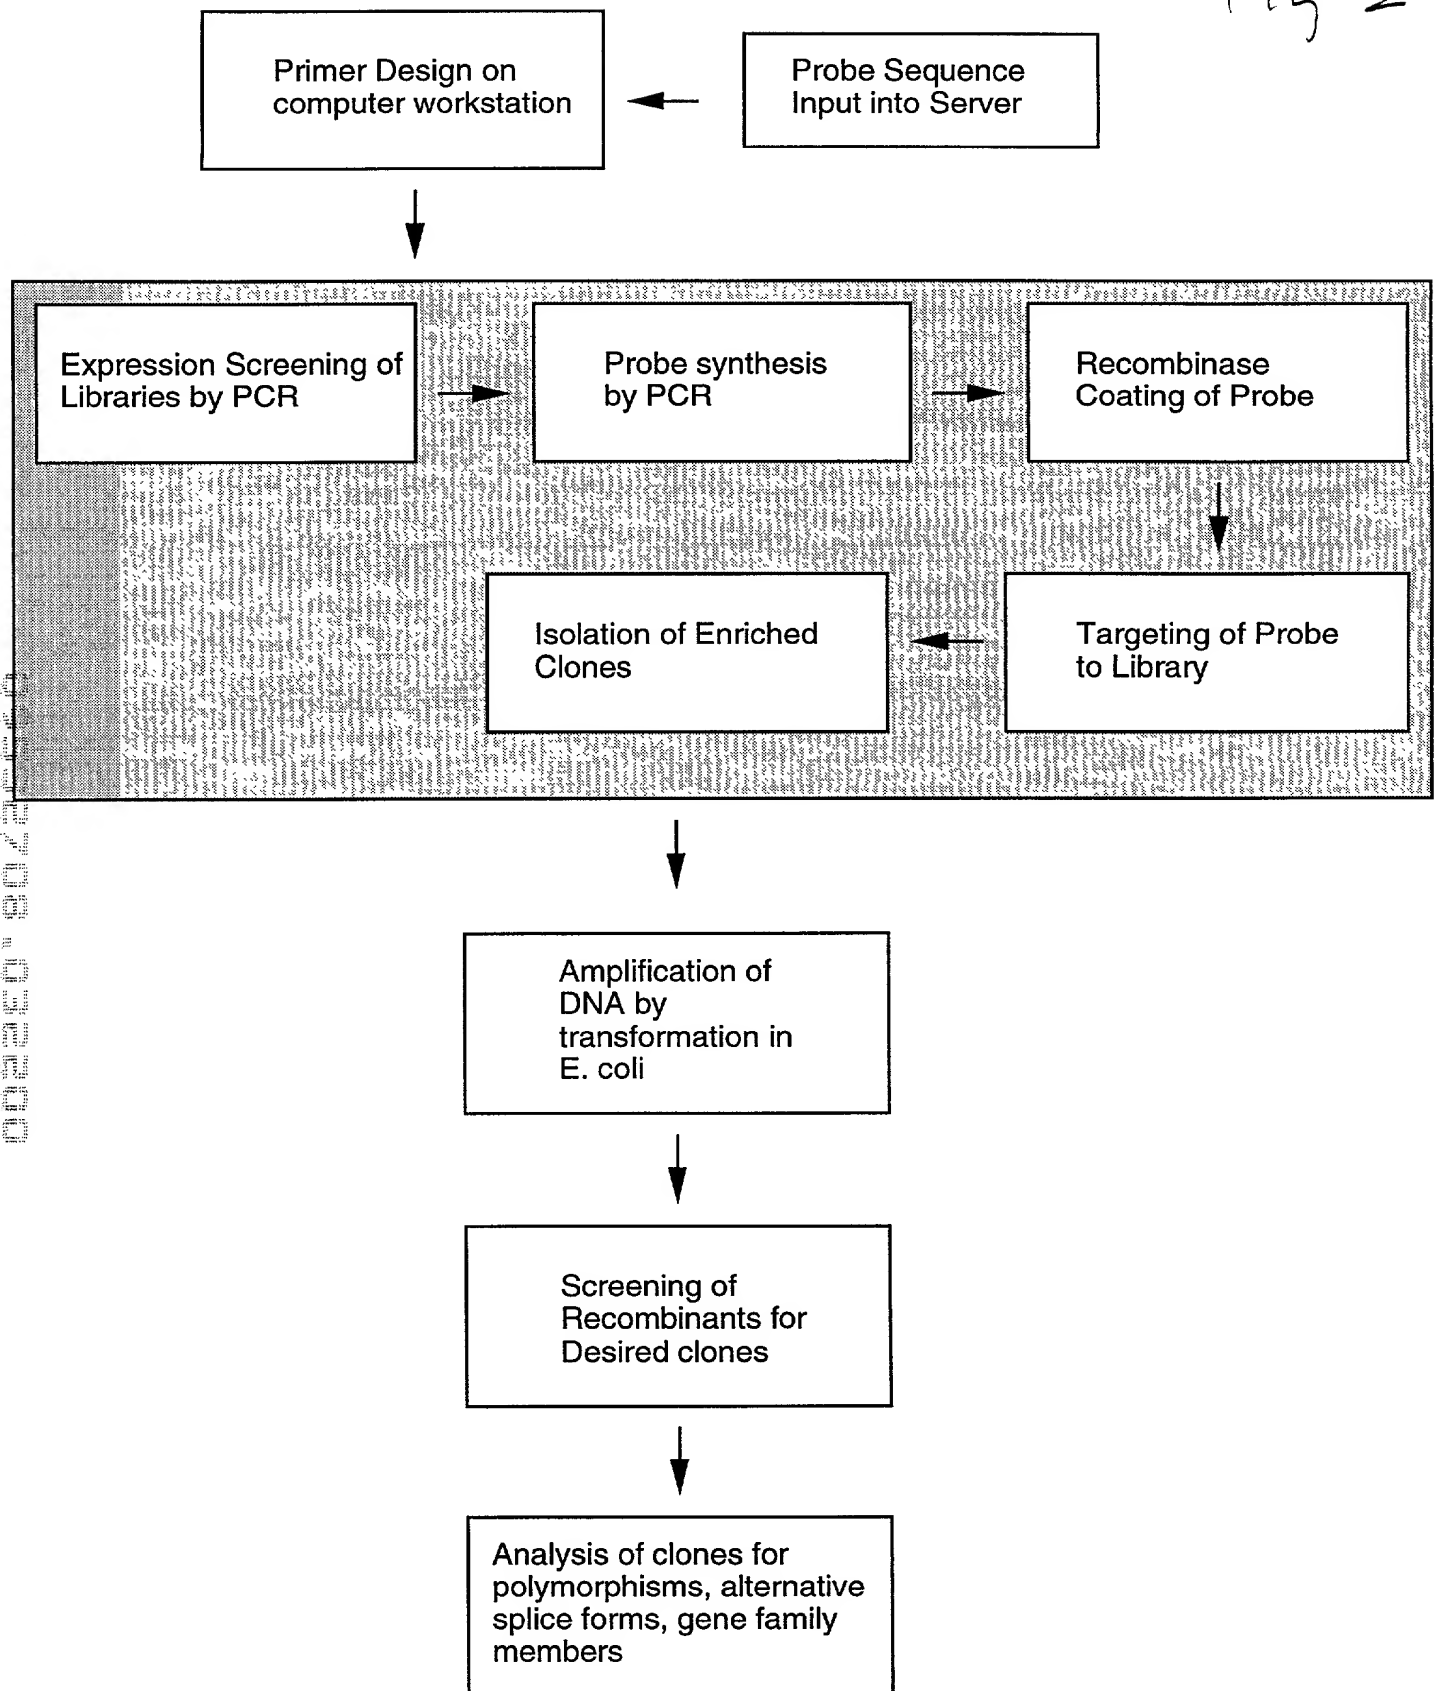 Fig 2
Primer Design on
computer workstation
Probe Sequence
Input into Server
Expression Screening of
Libraries by PCR
Probe synthesis
by PCR
Recombinase
Coating of Probe
Isolation of Enriched
Clones
Targeting of Probe
to Library
Amplification of
DNA by
transformation in
E. coli
Screening of
Recombinants for
Desired clones
Analysis of clones for
polymorphisms, alternative
splice forms, gene family
members